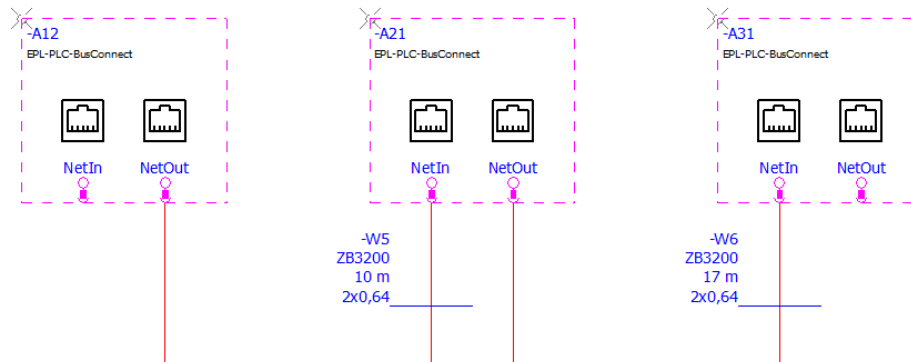 -A12
EPL-PLC-BusConnect
NetIn
NetOut
-A21
EPL-PLC-BusConnect
NetIn
NetOut
-W5
ZB3200
10 m
2x0,64
-A31
EPL-PLC-BusConnect
NetIn
NetOut
-W6
ZB3200
17 m
2x0,64